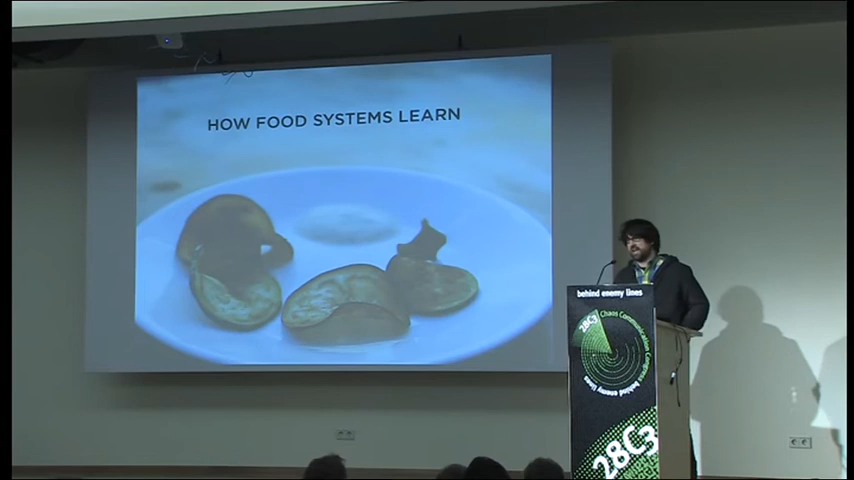 HOW FOOD SYSTEMS LEARN
behind enemy lines
28C3
Chaos Communication Congress
behind enemy lines
28C3